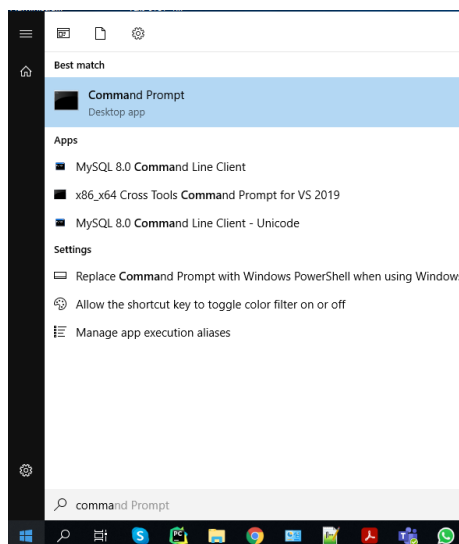 Best match
Command Prompt
Desktop app
Apps
MySQL 8.0 Command Line Client
x86_x64 Cross Tools Command Prompt for VS 2019
MySQL 8.0 Command Line Client - Unicode
Settings
Replace Command Prompt with Windows PowerShell when using Windows
Allow the shortcut key to toggle color filter on or off
Manage app execution aliases
command Prompt